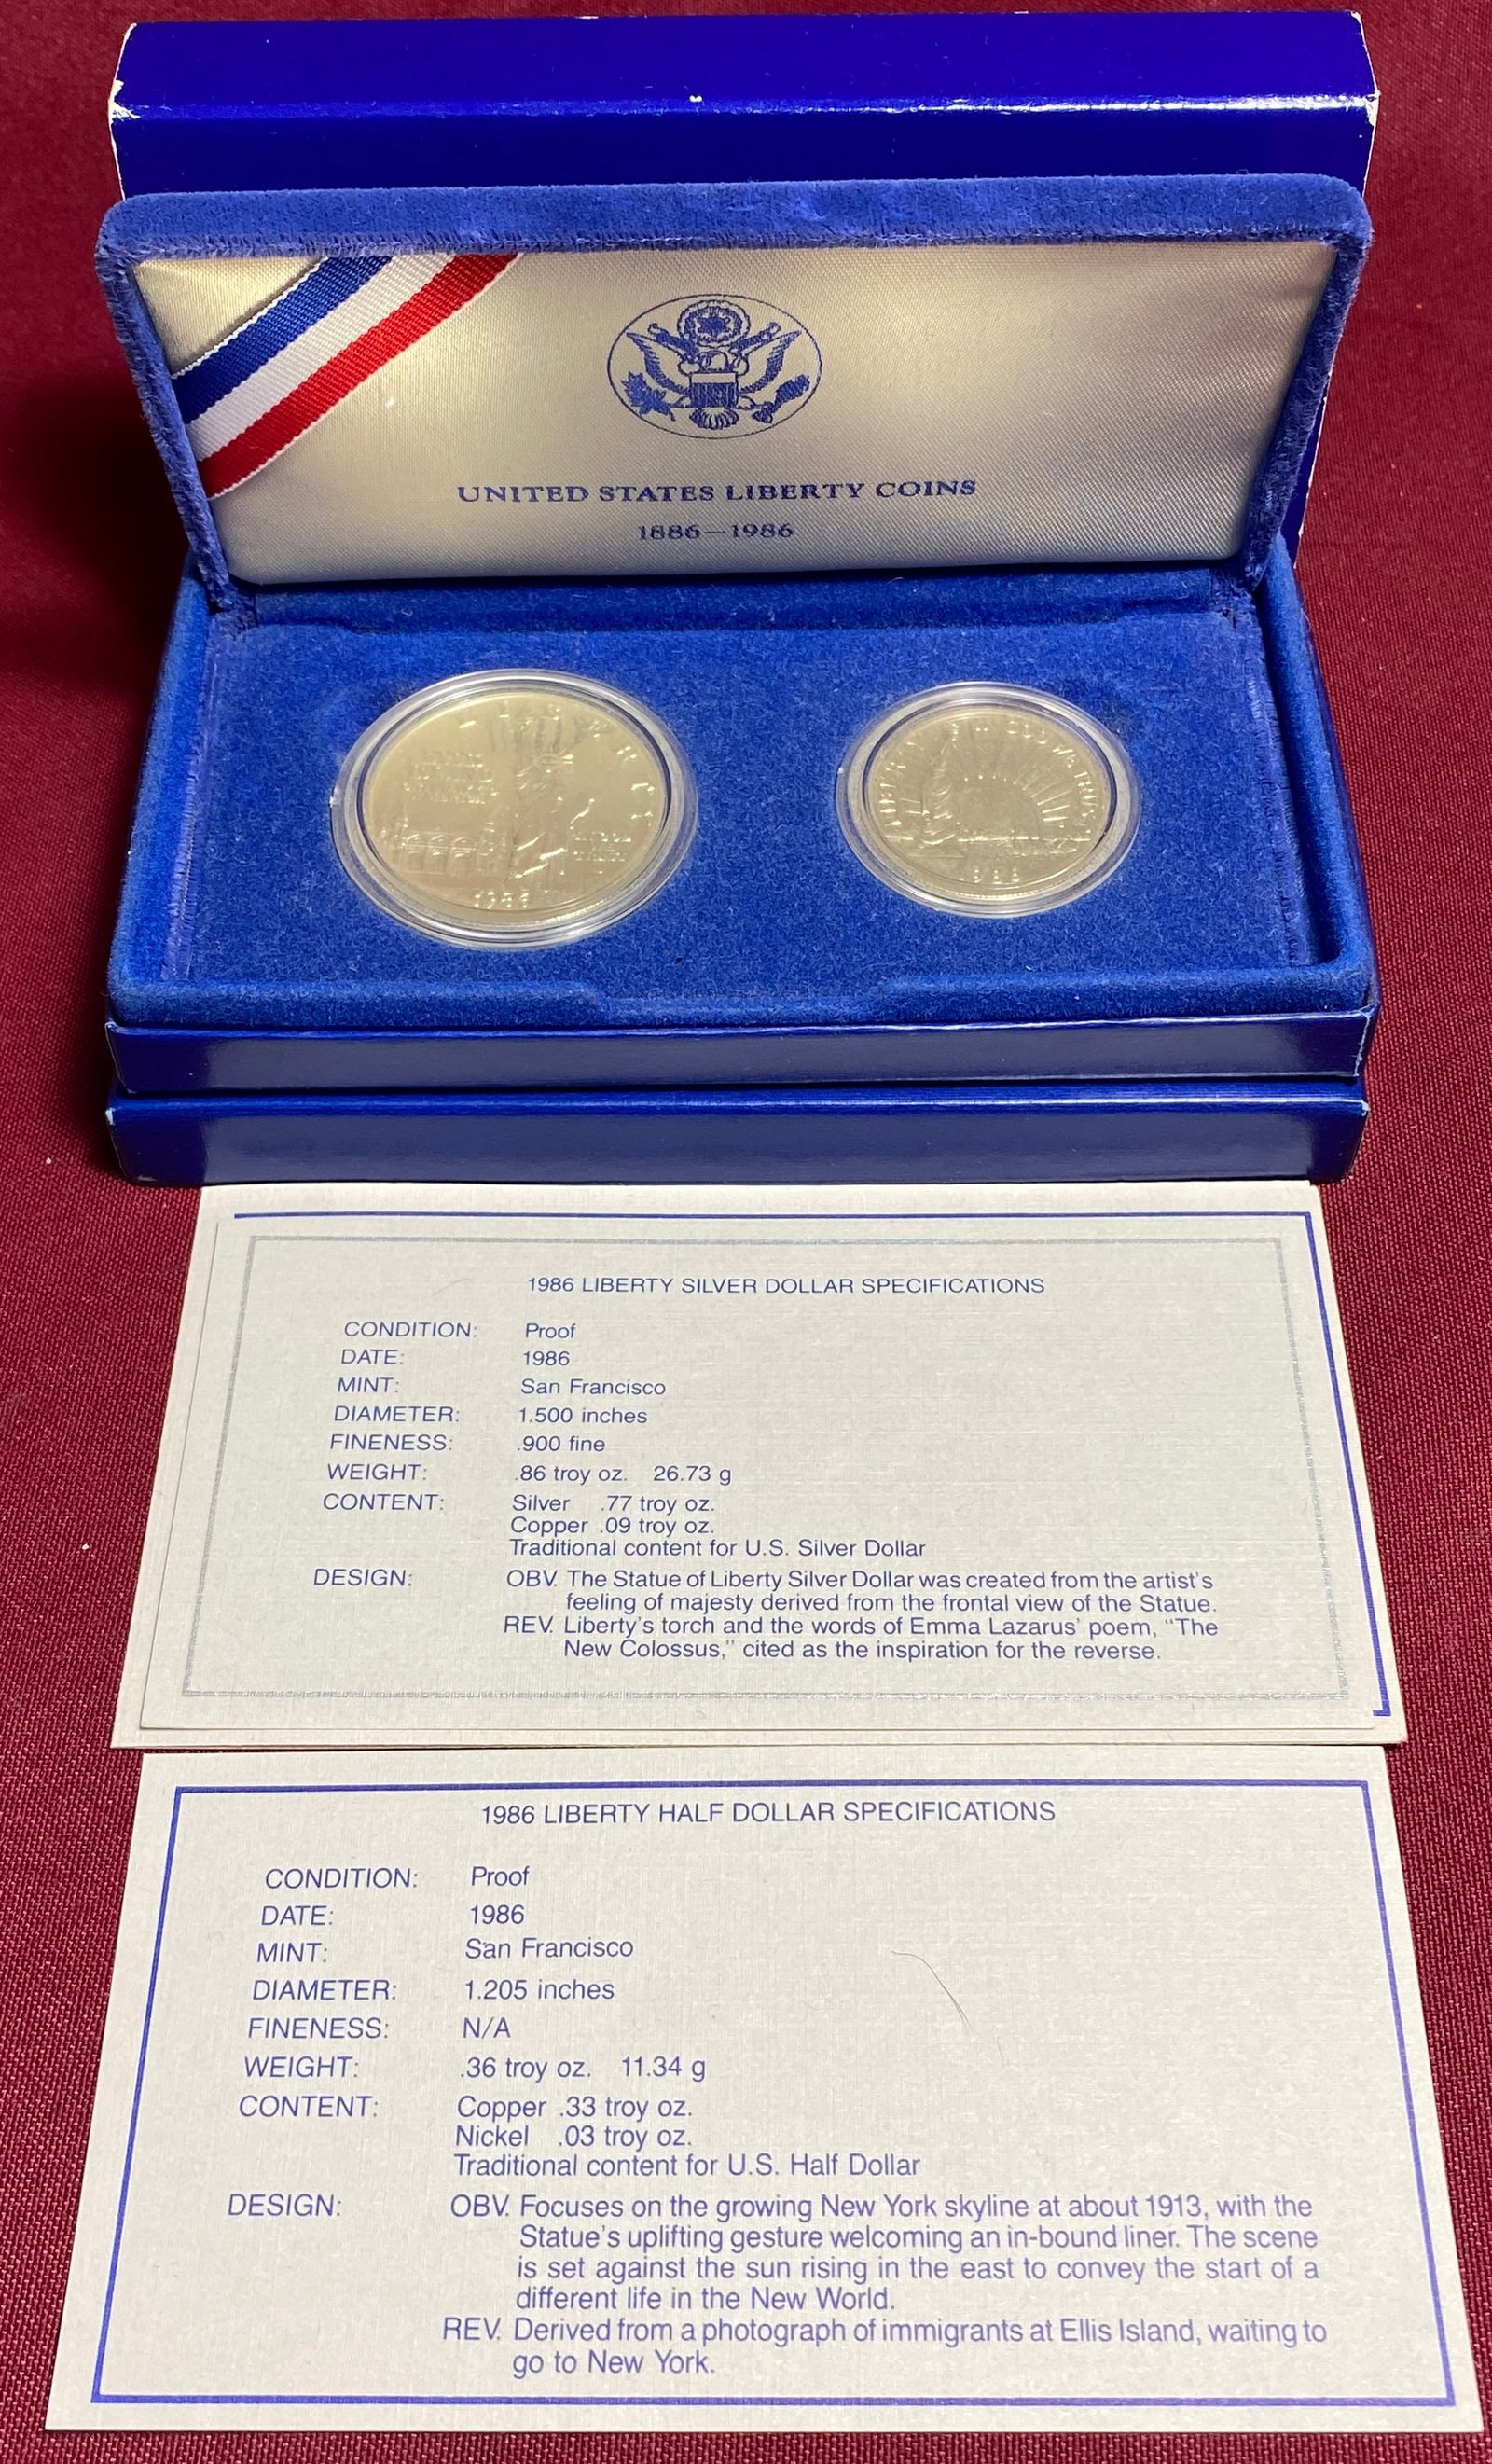 UNITED STATES LIBERTY COINS
1886—1986
LIBERTY
1986
LIBERTY IN GOD WE TRUST
1986
1986 LIBERTY SILVER DOLLAR SPECIFICATIONS
CONDITION: Proof
DATE: 1986
MINT: San Francisco
DIAMETER: 1.500 inches
FINENESS: .900 fine
WEIGHT: .86 troy oz. 26.73 g
CONTENT: Silver .77 troy oz.
Copper .09 troy oz.
Traditional content for U.S. Silver Dollar
DESIGN: OBV. The Statue of Liberty Silver Dollar was created from the artist's
feeling of majesty derived from the frontal view of the Statue.
REV. Liberty's torch and the words of Emma Lazarus' poem, "The
New Colossus," cited as the inspiration for the reverse.
1986 LIBERTY HALF DOLLAR SPECIFICATIONS
CONDITION: Proof
DATE: 1986
MINT: San Francisco
DIAMETER: 1.205 inches
FINENESS: N/A
WEIGHT: .36 troy oz. 11.34 g
CONTENT: Copper .33 troy oz.
Nickel .03 troy oz.
Traditional content for U.S. Half Dollar
DESIGN: OBV. Focuses on the growing New York skyline at about 1913, with the
Statue's uplifting gesture welcoming an in-bound liner. The scene
is set against the sun rising in the east to convey the start of a
different life in the New World.
REV. Derived from a photograph of immigrants at Ellis Island, waiting to
go to New York.